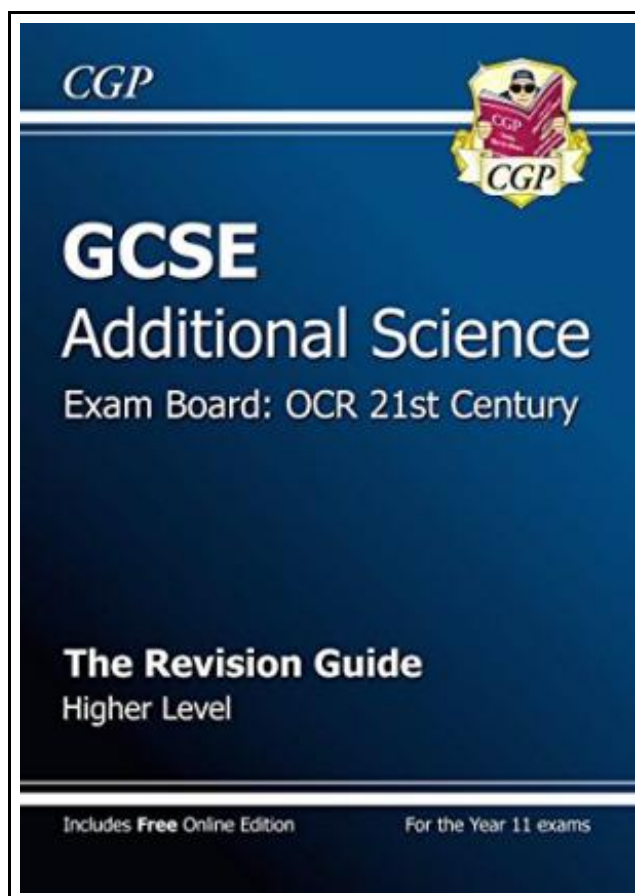 CGP
CGP
CGP
GCSE
Additional Science
Exam Board: OCR 21st Century
The Revision Guide
Higher Level
Includes Free Online Edition
For the Year 11 exams